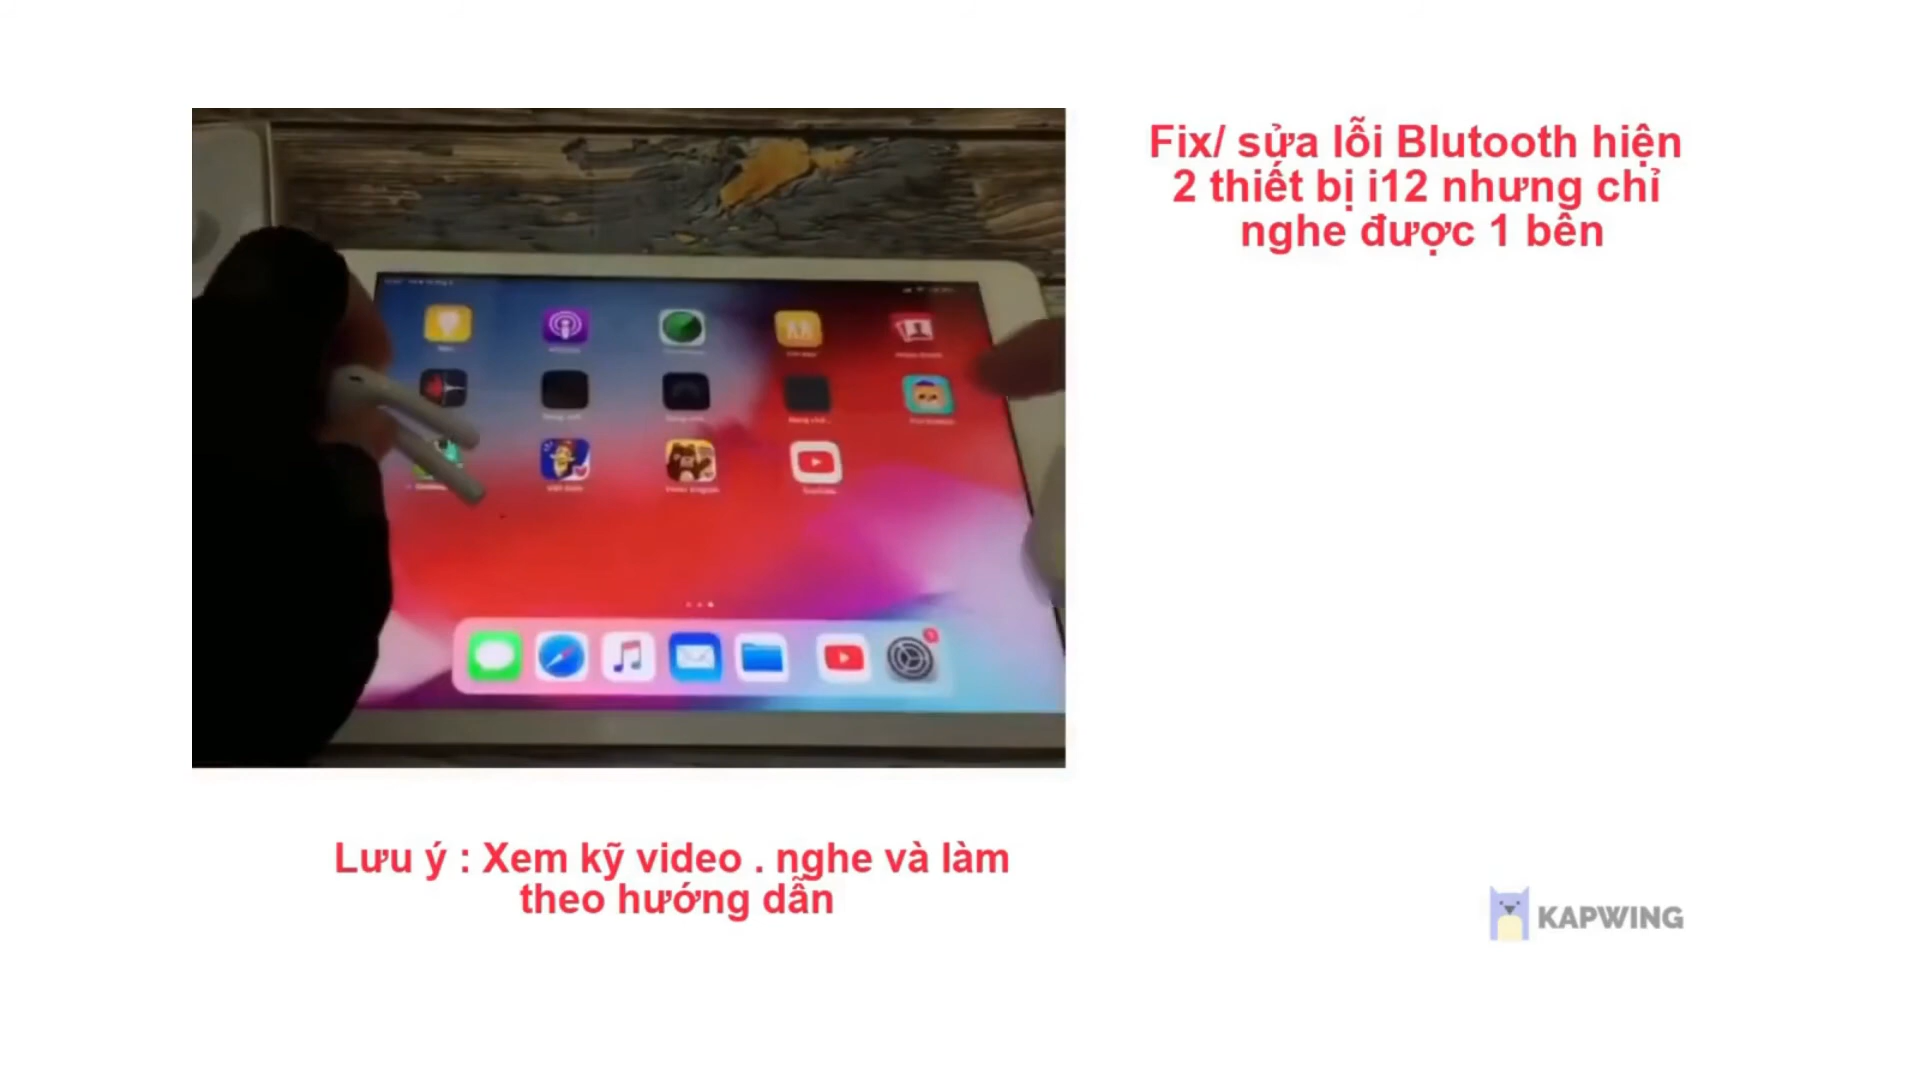 Fix/ sửa lỗi Blutooth hiện
2 thiết bị i12 nhưng chỉ
nghe được 1 bên
Lưu ý : Xem kỹ video . nghe và làm
theo hướng dẫn
KAPWING